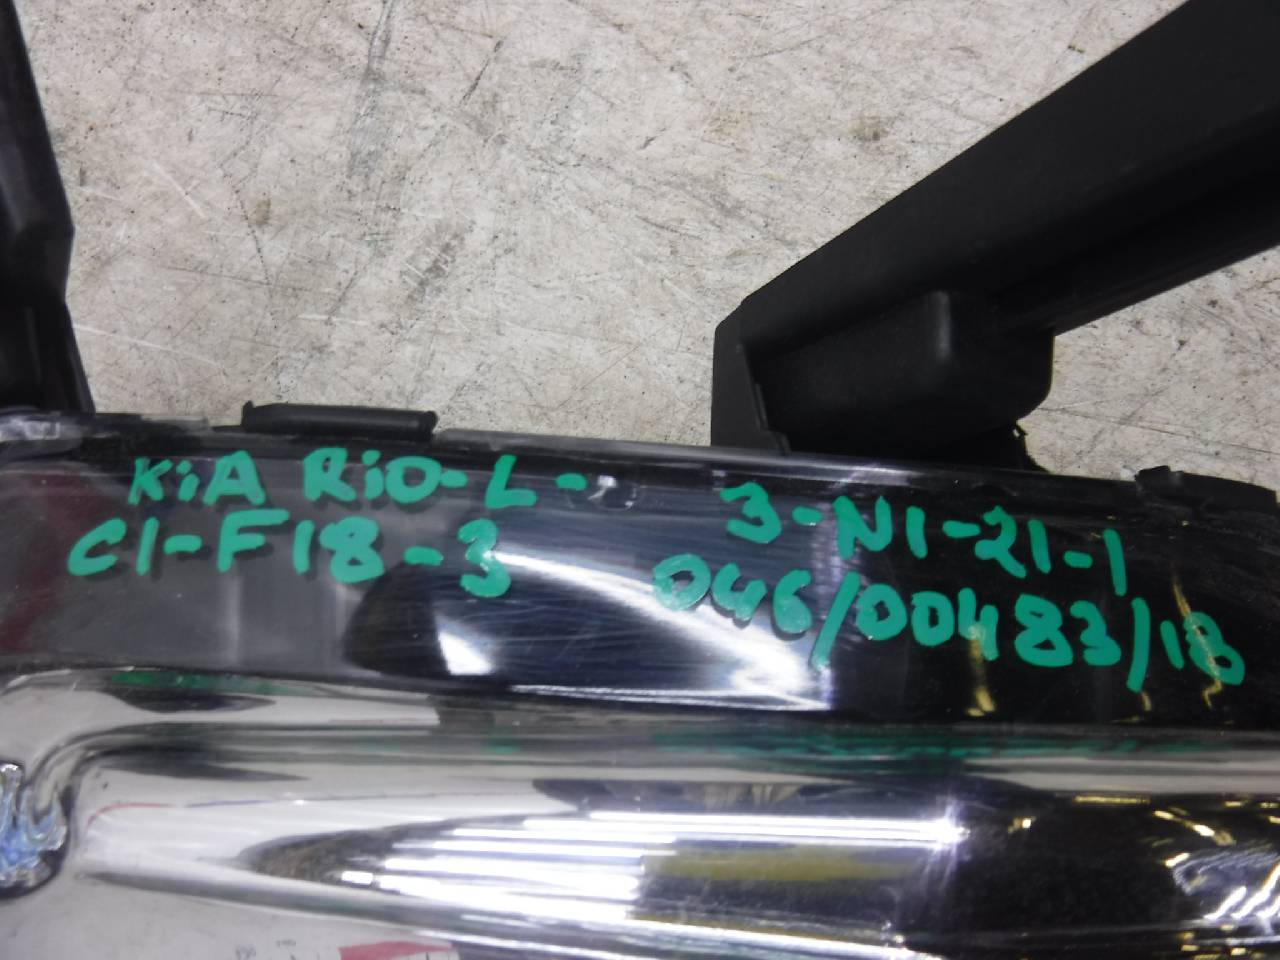 KiA RiO-L-
C1-F18-3
3-N1-21-1
046/00483/18